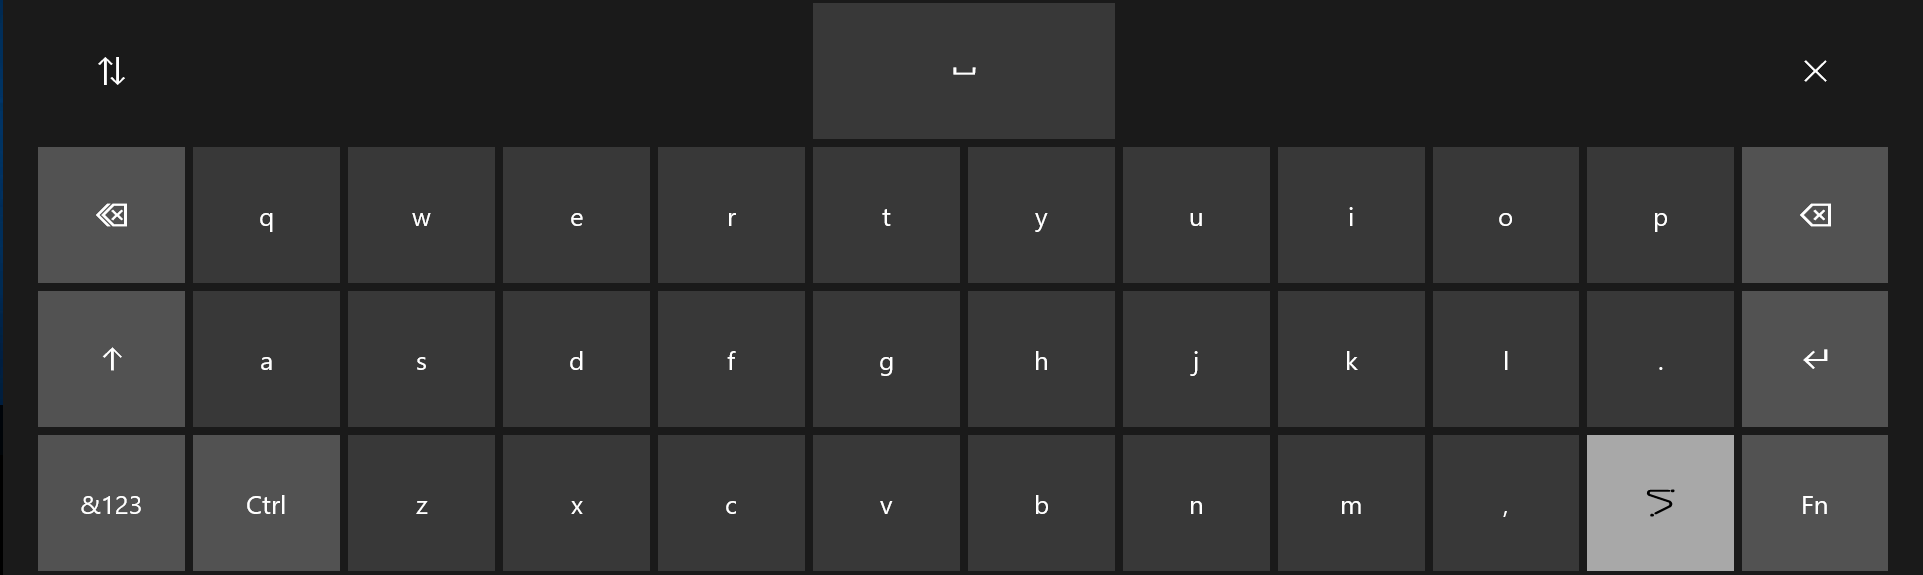 q w e r t y u i o p
a s d f g h j k l .
&123 Ctrl z x c v b n m , Fn